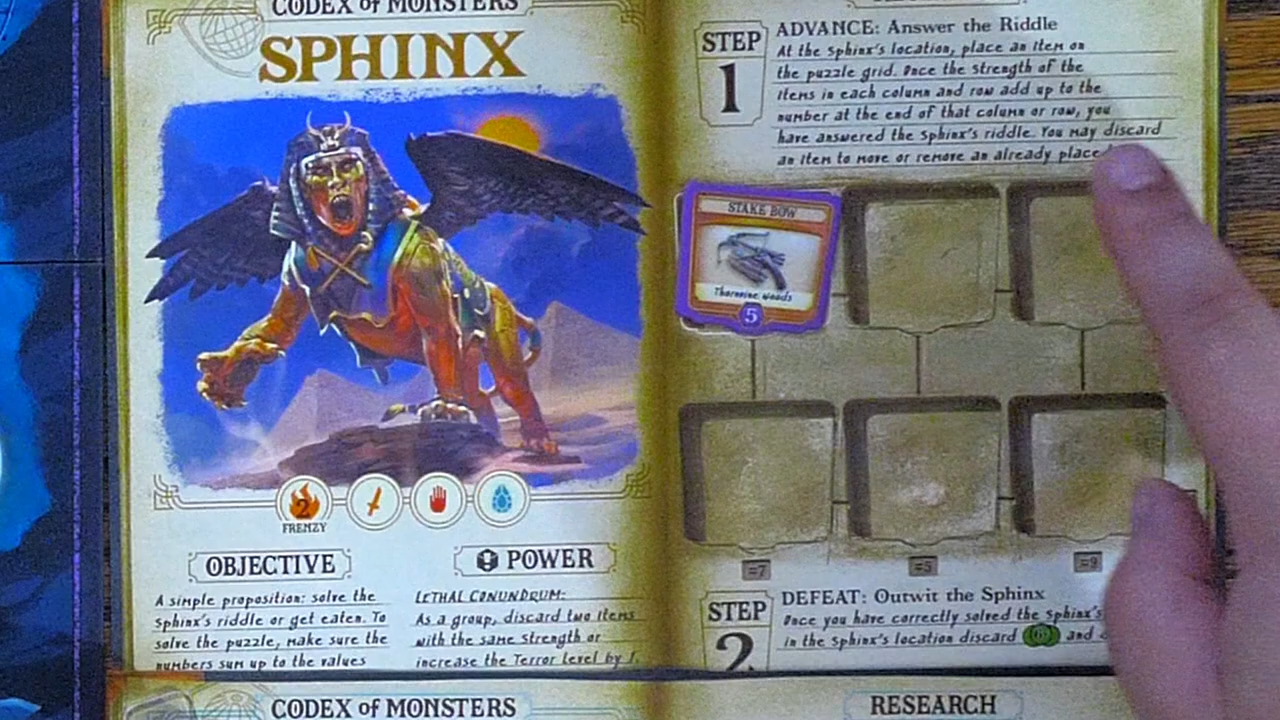 CODEX of MONSTERS
SPHINX
2
FRENZY
OBJECTIVE
A simple proposition: solve the
sphinx's riddle or get eaten. To
solve the puzzle, make sure the
numbers sum up to the values
POWER
LETHAL CONUNDRUM:
As a group, discard two items
with the same strength or
increase the Terror Level by 1.
STEP
1
ADVANCE: Answer the Riddle
At the Sphinx's location, place an item on
the puzzle grid. Once the strength of the
items in each column and row add up to the
number at the end of that column or row, you
have answered the Sphinx's riddle. You may discard
an item to move or remove an already
STAKE BOW
5
=7
=5
=9
STEP
2
DEFEAT: Outwit the Sphinx
Once you have correctly solved the Sphinx's
in the Sphinx's location discard 6 and
CODEX of MONSTERS
RESEARCH